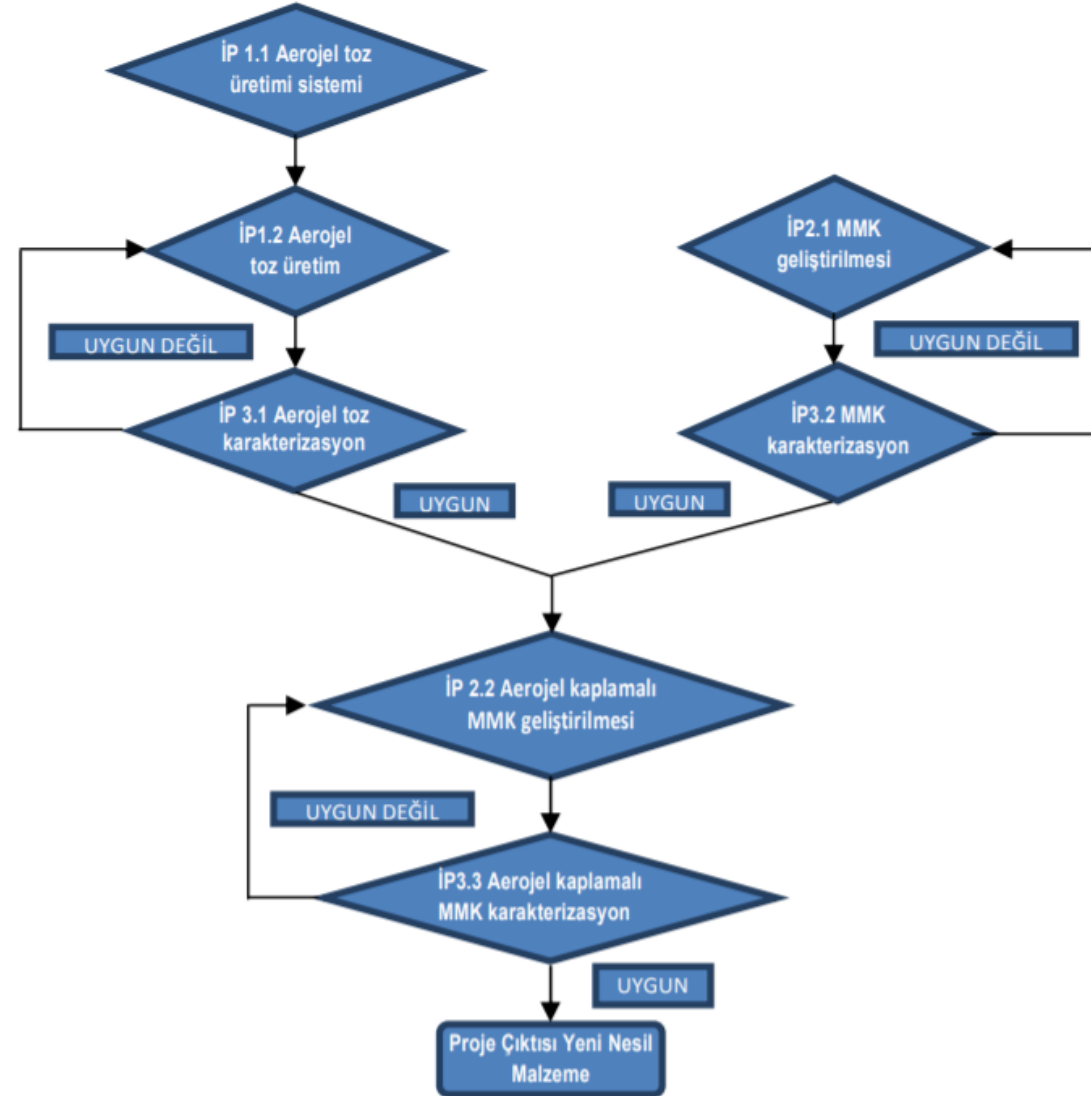 İP 1.1 Aerojel toz
üretimi sistemi
İP1.2 Aerojel
toz üretim
İP2.1 MMK
geliştirilmesi
UYGUN DEĞİL
UYGUN DEĞİL
İP 3.1 Aerojel toz
karakterizasyon
İP3.2 MMK
karakterizasyon
UYGUN
UYGUN
İP 2.2 Aerojel kaplamalı
MMK geliştirilmesi
UYGUN DEĞİL
İP3.3 Aerojel kaplamalı
MMK karakterizasyon
UYGUN
Proje Çıktısı Yeni Nesil
Malzeme